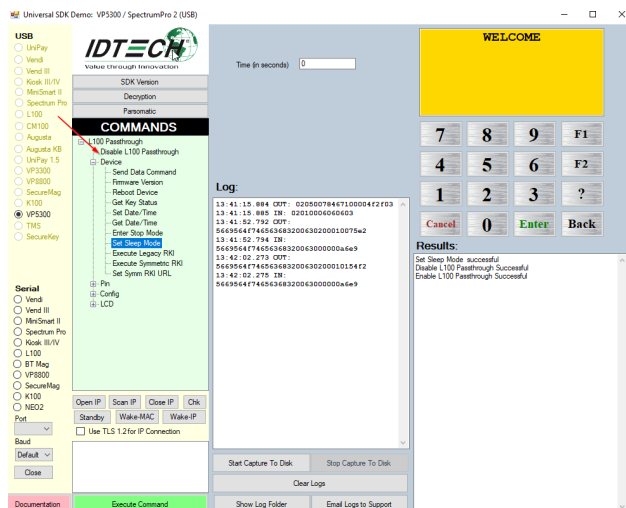 Universal SDK Demo: VP5300 / SpectrumPro 2 (USB)
USB
UniPay
Vendi
Vend III
Kiosk III/IV
MiniSmart II
Spectrum Pro
L100
CM100
Augusta
Augusta KB
UniPay 1.5
VP3300
VP8800
SecureMag
K100
VP5300
TMS
SecureKey
Serial
Vendi
Vend III
MiniSmart II
Spectrum Pro
Kiosk III/IV
L100
BT Mag
VP8800
SecureMag
K100
NEO2
Port
Baud
Default
Close
Documentation
IDTECH
Value through Innovation
SDK Version
Decryption
Parsomatic
COMMANDS
L100 Passthrough
Disable L100 Passthrough
Device
Send Data Command
Firmware Version
Reboot Device
Get Key Status
Set Date/Time
Get Date/Time
Enter Stop Mode
Set Sleep Mode
Execute Legacy RKI
Execute Symmetric RKI
Set Symm RKI URL
Pin
Config
LCD
Open IP Scan IP Close IP Chk
Standby Wake-MAC Wake-IP
Use TLS 1.2 for IP Connection
Execute Command
Time (in seconds) 0
Log:
13:41:15.884 OUT: 02050078467100004f2f03
13:41:15.885 IN: 02010006060603
13:41:52.792 OUT:
5669564f746563683200630200010075e2
13:41:52.794 IN:
5669564f74656368320063000000a6e9
13:42:02.273 OUT:
5669564f7465636832006302000101 54f2
13:42:02.275 IN:
5669564f74656368320063000000a6e9
Start Capture To Disk Stop Capture To Disk
Clear Logs
Show Log Folder Email Logs to Support
WELCOME
7 8 9 F1
4 5 6 F2
1 2 3 ?
Cancel 0 Enter Back
Results:
Set Sleep Mode successful
Disable L100 Passthrough Successful
Enable L100 Passthrough Successful